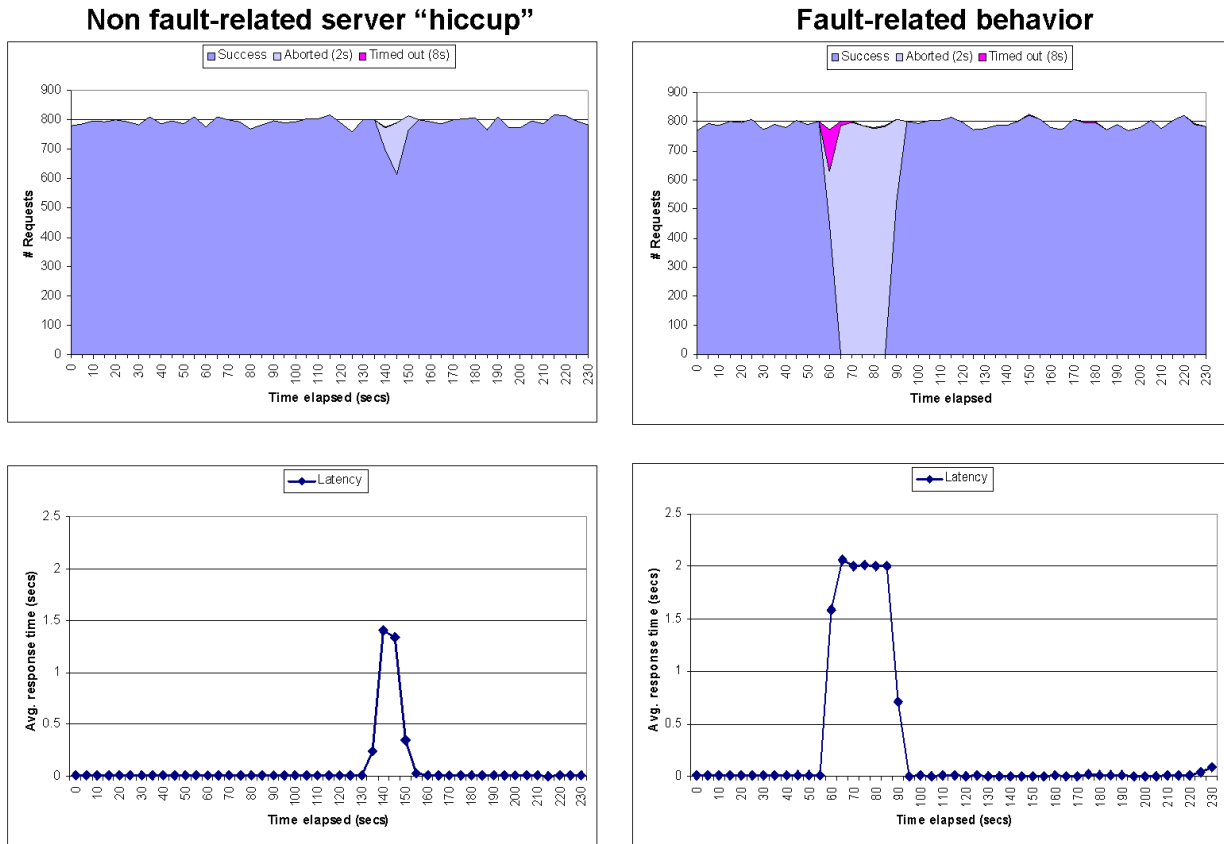 Non fault-related server “hiccup”
Success Aborted (2s) Timed out (8s)
900
800
700
600
500
400
300
200
100
0
# Requests
0 10 20 30 40 50 60 70 80 90 100 110 120 130 140 150 160 170 180 190 200 210 220 230
Time elapsed (secs)
Fault-related behavior
Success Aborted (2s) Timed out (8s)
900
800
700
600
500
400
300
200
100
0
# Requests
0 10 20 30 40 50 60 70 80 90 100 110 120 130 140 150 160 170 180 190 200 210 220 230
Time elapsed
Latency
2.5
2
1.5
1
0.5
0
Avg. response time (secs)
0 10 20 30 40 50 60 70 80 90 100 110 120 130 140 150 160 170 180 190 200 210 220 230
Time elapsed (secs)
Latency
2.5
2
1.5
1
0.5
0
Avg. response time (secs)
0 10 20 30 40 50 60 70 80 90 100 110 120 130 140 150 160 170 180 190 200 210 220 230
Time elapsed (secs)